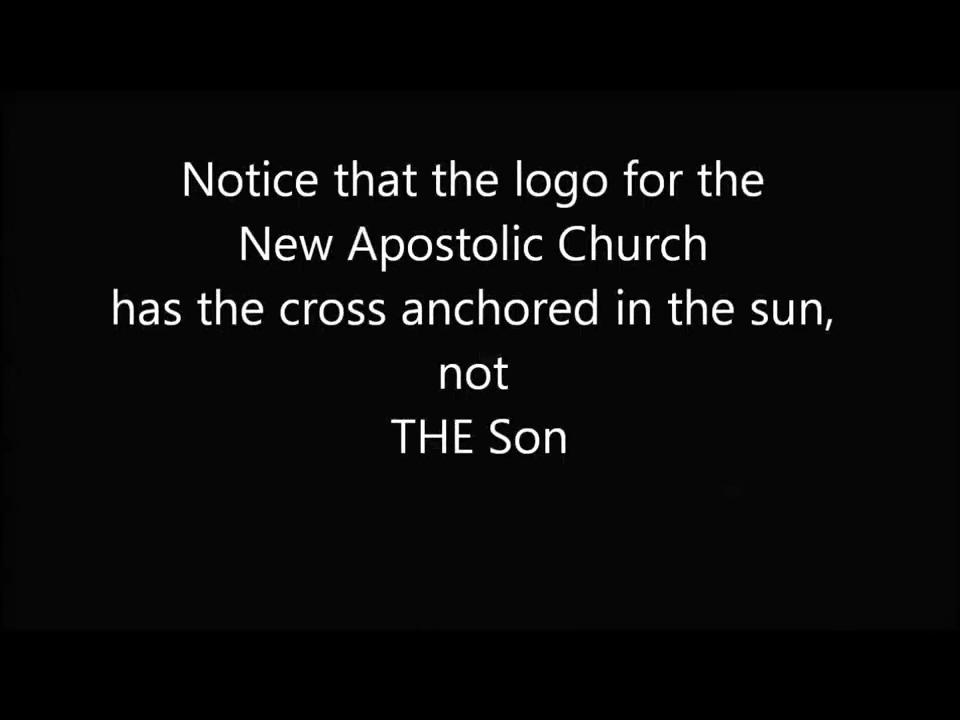 Notice that the logo for the
New Apostolic Church
has the cross anchored in the sun,
not
THE Son